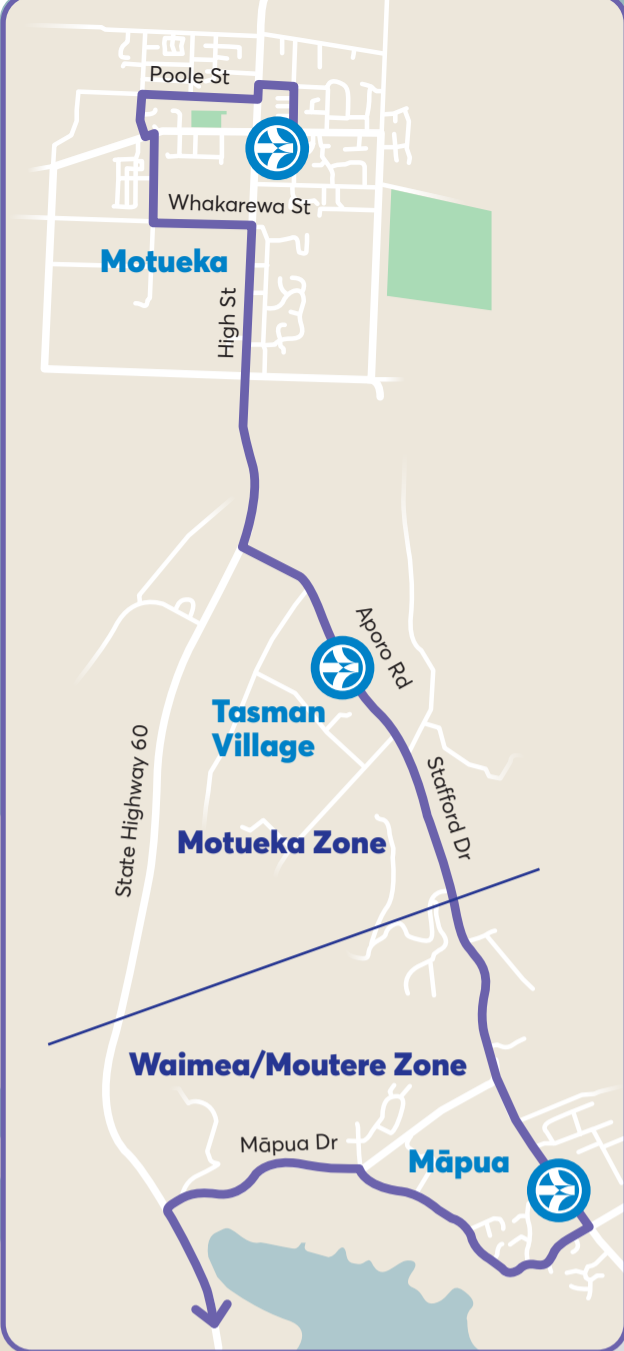 Poole St
Whakarewa St
Motueka
High St
Aporo Rd
Tasman
Village
State Highway 60
Stafford Dr
Motueka Zone
Waimea/Moutere Zone
Māpua Dr
Māpua